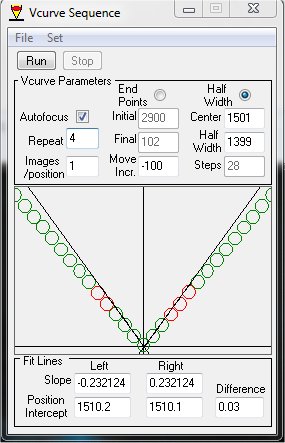 Vcurve Sequence
File Set
Run Stop
Vcurve Parameters
End Points Half Width
Autofocus Initial 2900 Center 1501
Repeat 4 Final 102 Half Width 1399
Images /position 1 Move Incr. -100 Steps 28
Fit Lines
Left Right
Slope -0.232124 0.232124 Difference
Position Intercept 1510.2 1510.1 0.03